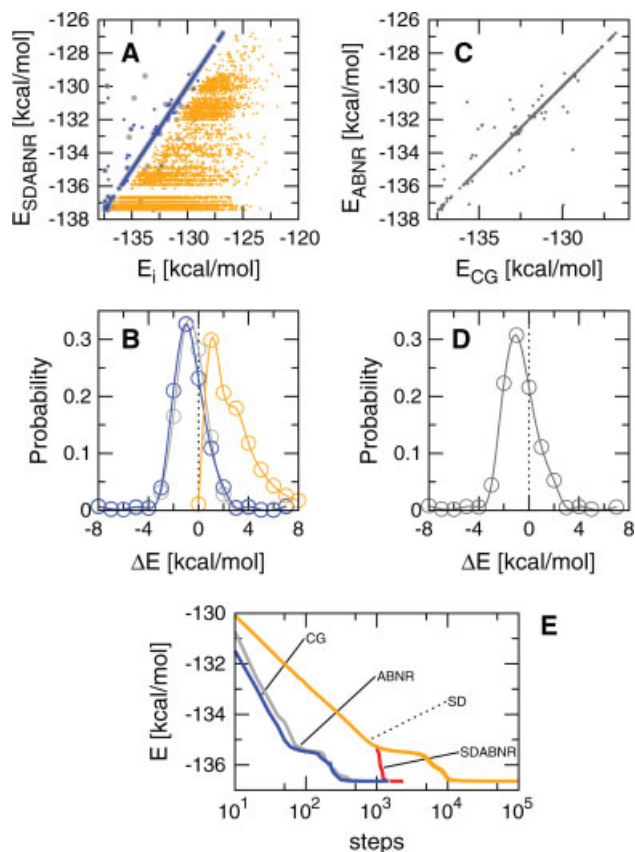 A
C
-126
-128
-130
-132
-134
-136
-138
E_SDABNR [kcal/mol]
-135 -130 -125 -120
E_i [kcal/mol]
-126
-128
-130
-132
-134
-136
-138
E_ABNR [kcal/mol]
-135 -130
E_CG [kcal/mol]
B
D
0.3
0.2
0.1
0
Probability
-8 -4 0 4 8
ΔE [kcal/mol]
0.3
0.2
0.1
0
Probability
-8 -4 0 4 8
ΔE [kcal/mol]
E
-130
-132
-134
-136
E [kcal/mol]
CG
ABNR
SD
SDABNR
10^1 10^2 10^3 10^4 10^5
steps